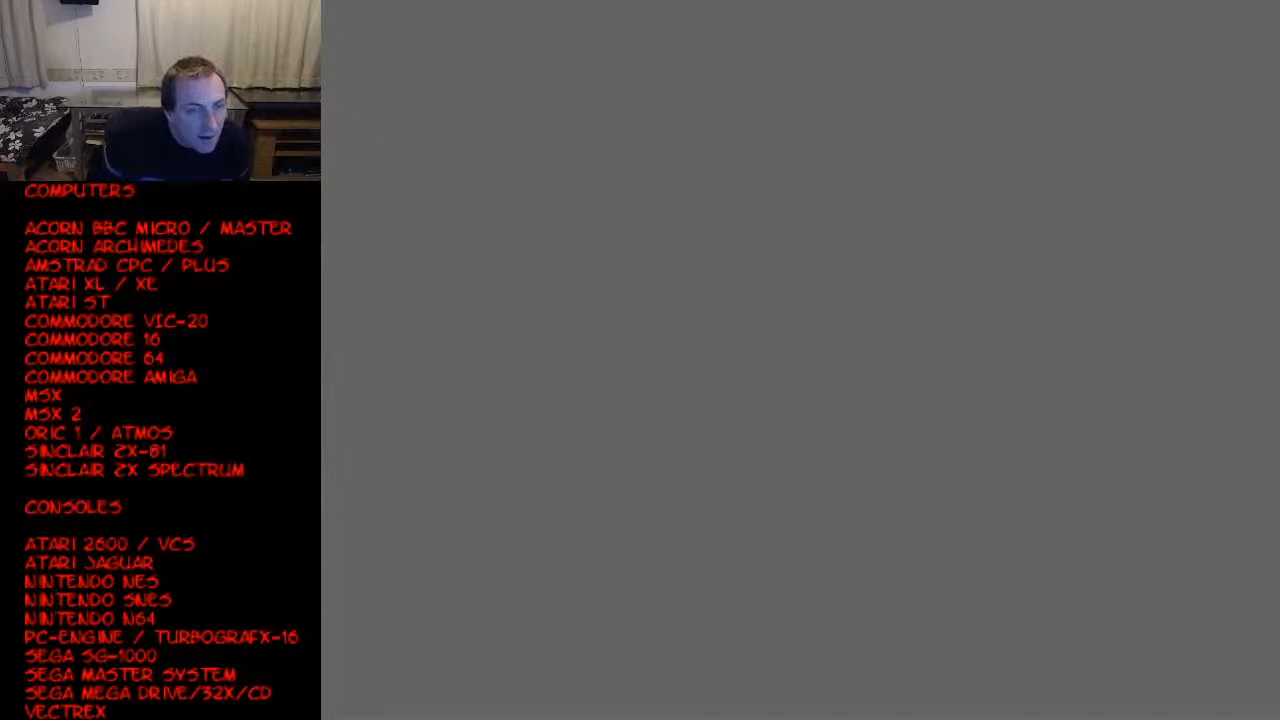 COMPUTERS
ACORN BBC MICRO / MASTER
ACORN ARCHIMEDES
AMSTRAD CPC / PLUS
ATARI XL / XE
ATARI ST
COMMODORE VIC-20
COMMODORE 16
COMMODORE 64
COMMODORE AMIGA
MSX
MSX 2
ORIC 1 / ATMOS
SINCLAIR ZX-81
SINCLAIR ZX SPECTRUM
CONSOLES
ATARI 2600 / VCS
ATARI JAGUAR
NINTENDO NES
NINTENDO SNES
NINTENDO N64
PC-ENGINE / TURBOGRAFX-16
SEGA SG-1000
SEGA MASTER SYSTEM
SEGA MEGA DRIVE/32X/CD
VECTREX